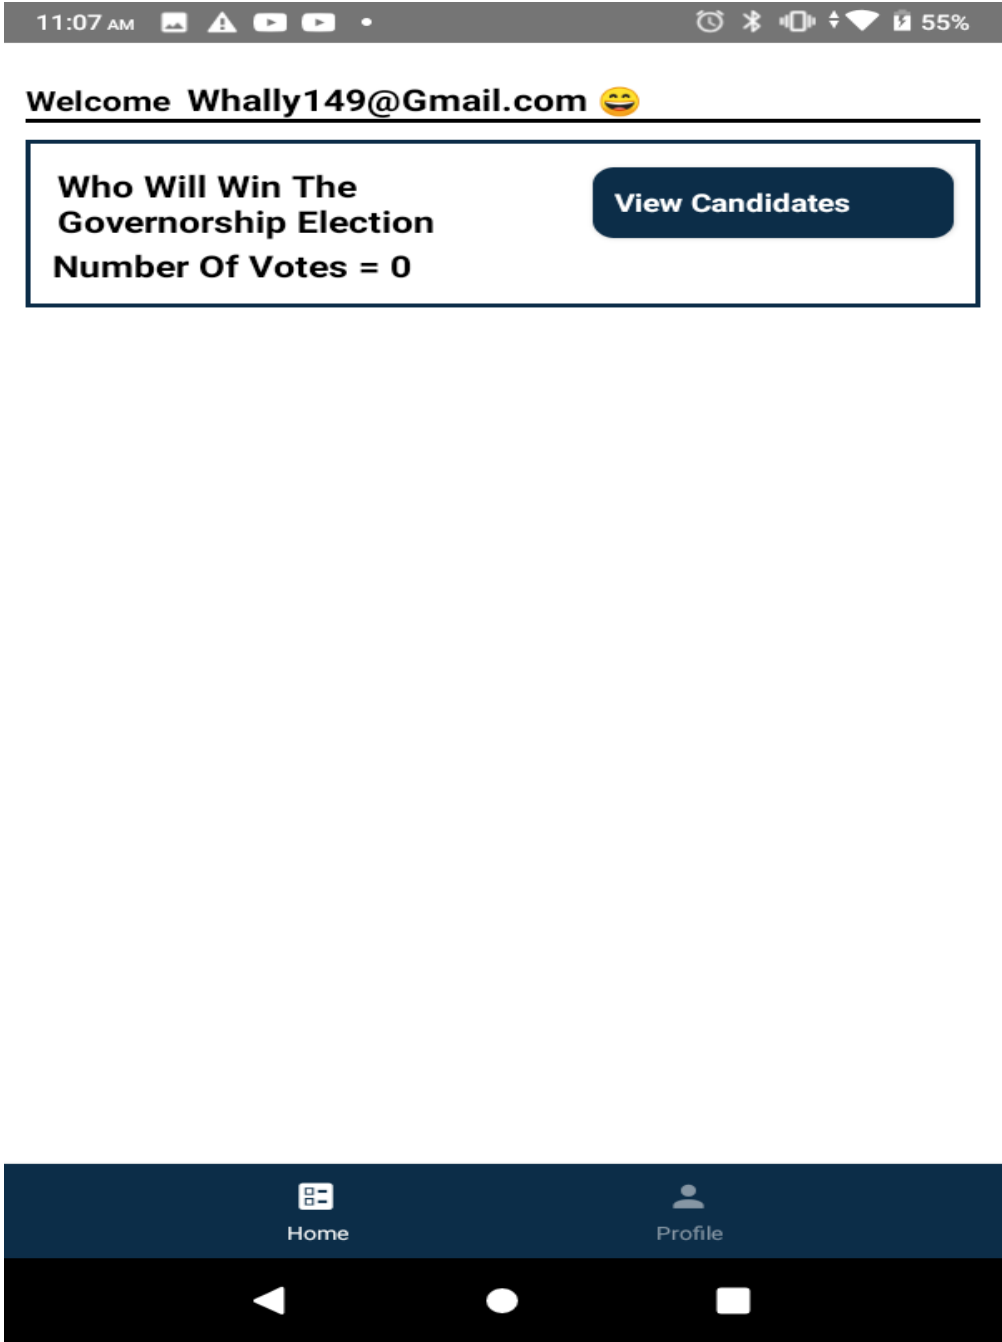 11:07 AM 55%
Welcome Whally149@Gmail.com 😄
Who Will Win The
Governorship Election
View Candidates
Number Of Votes = 0
Home
Profile